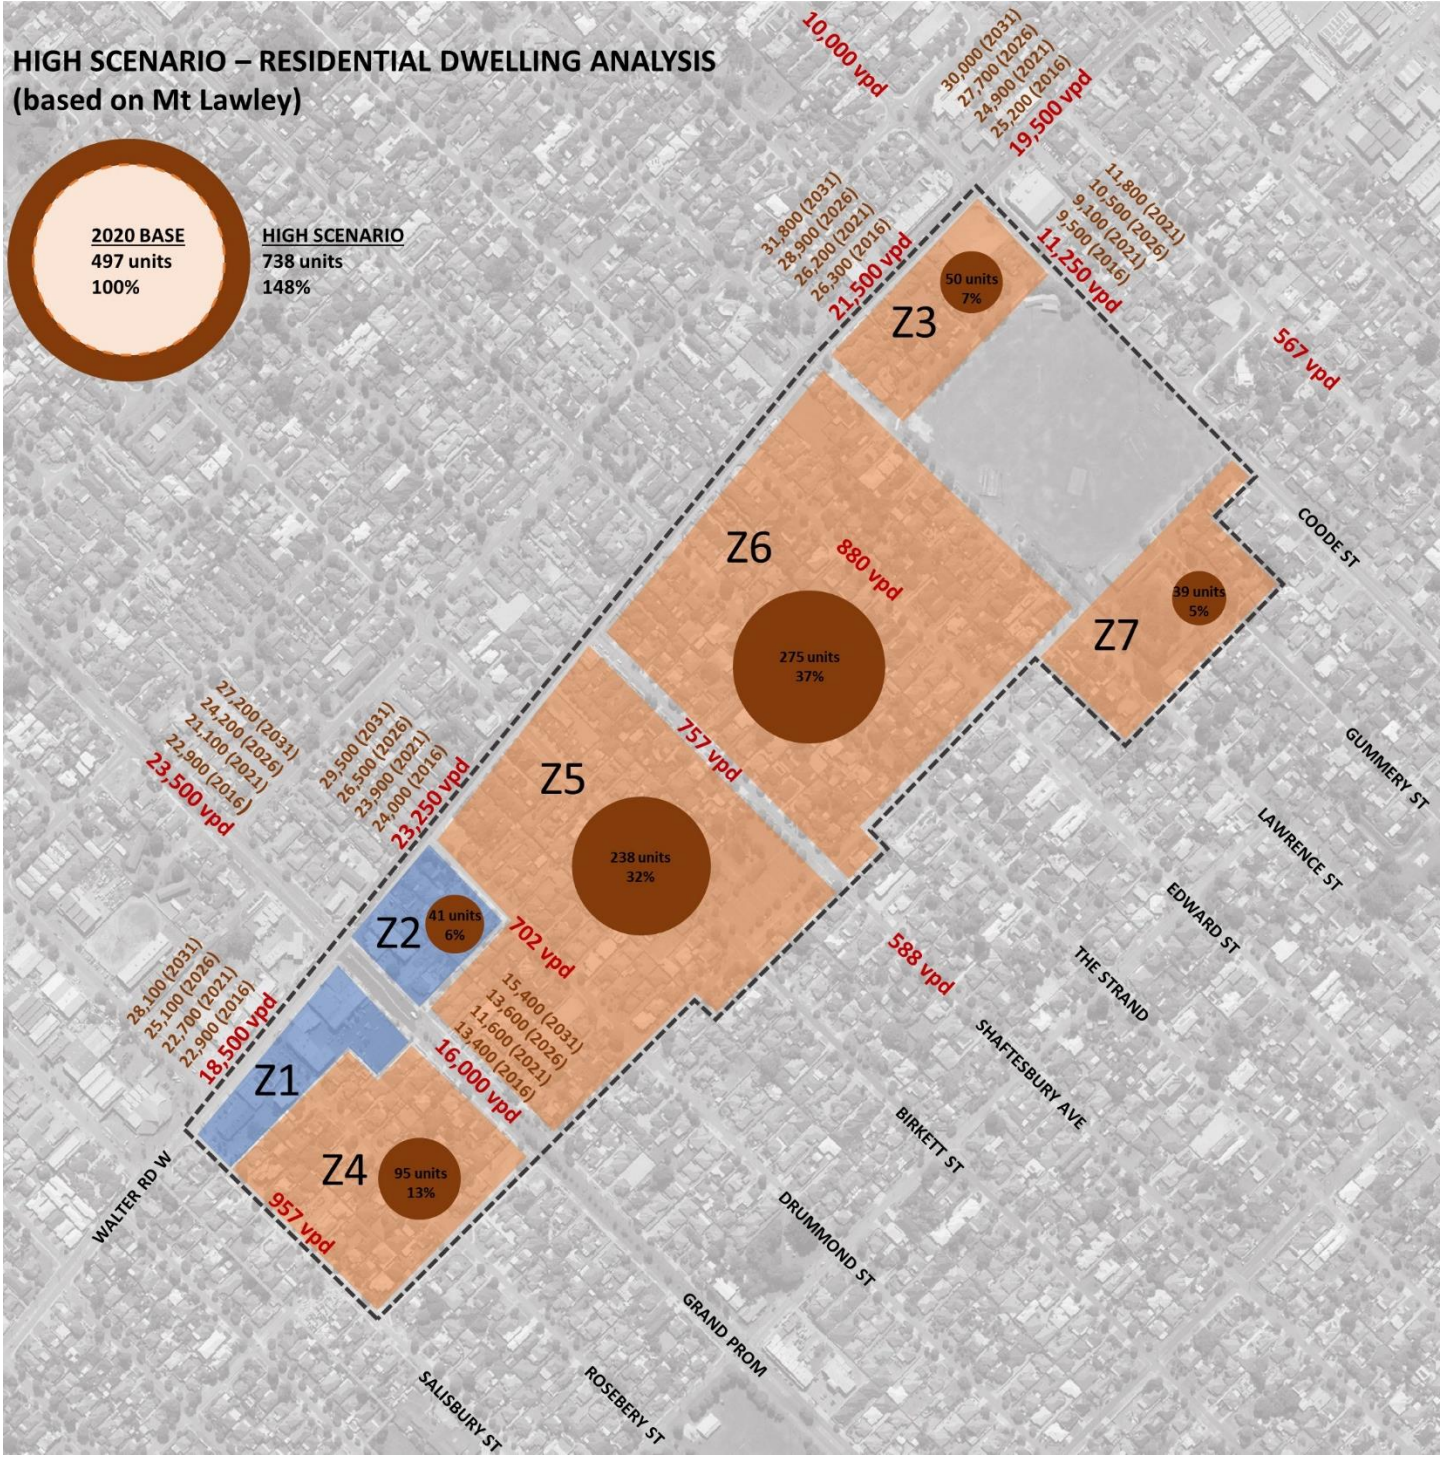 HIGH SCENARIO – RESIDENTIAL DWELLING ANALYSIS
(based on Mt Lawley)
2020 BASE
497 units
100%
HIGH SCENARIO
738 units
148%
10,000 vpd
30,000 (2031)
27,700 (2026)
24,900 (2021)
25,200 (2016)
19,500 vpd
31,800 (2031)
28,900 (2026)
26,200 (2021)
26,300 (2016)
21,500 vpd
11,800 (2021)
10,500 (2026)
9,100 (2021)
9,500 (2016)
11,250 vpd
567 vpd
50 units
7%
Z3
COODE ST
Z6
880 vpd
39 units
5%
Z7
275 units
37%
757 vpd
GUMMERY ST
LAWRENCE ST
EDWARD ST
THE STRAND
27,200 (2031)
24,200 (2026)
21,100 (2021)
22,900 (2016)
23,500 vpd
29,500 (2031)
26,500 (2026)
23,900 (2021)
24,000 (2016)
23,250 vpd
Z5
238 units
32%
Z2
41 units
6%
702 vpd
588 vpd
SHAFTESBURY AVE
28,100 (2031)
25,100 (2026)
22,700 (2021)
22,900 (2016)
18,500 vpd
15,400 (2031)
13,600 (2026)
11,600 (2021)
13,400 (2016)
16,000 vpd
Z1
BIRKETT ST
Z4
95 units
13%
957 vpd
WALTER RD W
DRUMMOND ST
GRAND PROM
ROSEBERY ST
SALISBURY ST